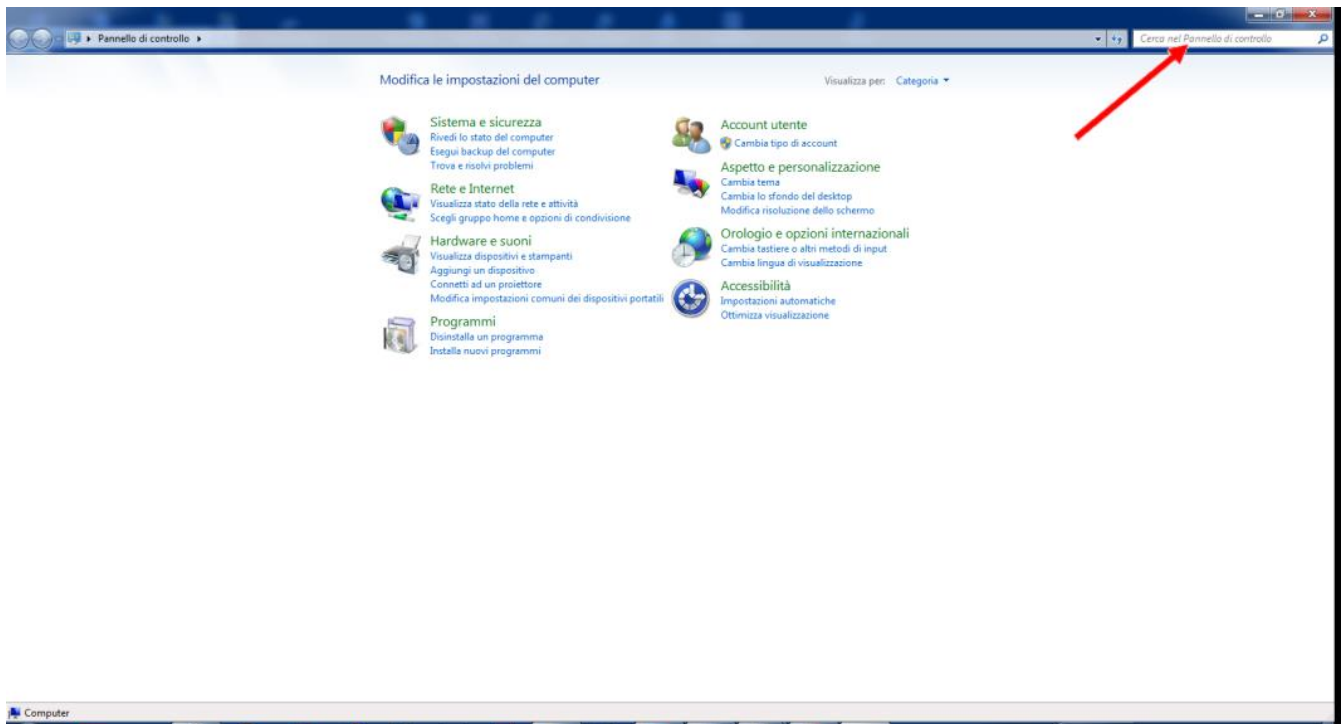 Pannello di controllo
Cerca nel Pannello di controllo
Modifica le impostazioni del computer
Visualizza per: Categoria
Sistema e sicurezza
Rivedi lo stato del computer
Esegui backup del computer
Trova e risolvi problemi
Rete e Internet
Visualizza stato della rete e attività
Scegli gruppo home e opzioni di condivisione
Hardware e suoni
Visualizza dispositivi e stampanti
Aggiungi un dispositivo
Connetti ad un proiettore
Modifica impostazioni comuni dei dispositivi portatili
Programmi
Disinstalla un programma
Installa nuovi programmi
Account utente
Cambia tipo di account
Aspetto e personalizzazione
Cambia tema
Cambia lo sfondo del desktop
Modifica risoluzione dello schermo
Orologio e opzioni internazionali
Cambia tastiere o altri metodi di input
Cambia lingua di visualizzazione
Accessibilità
Impostazioni automatiche
Ottimizza visualizzazione
Computer